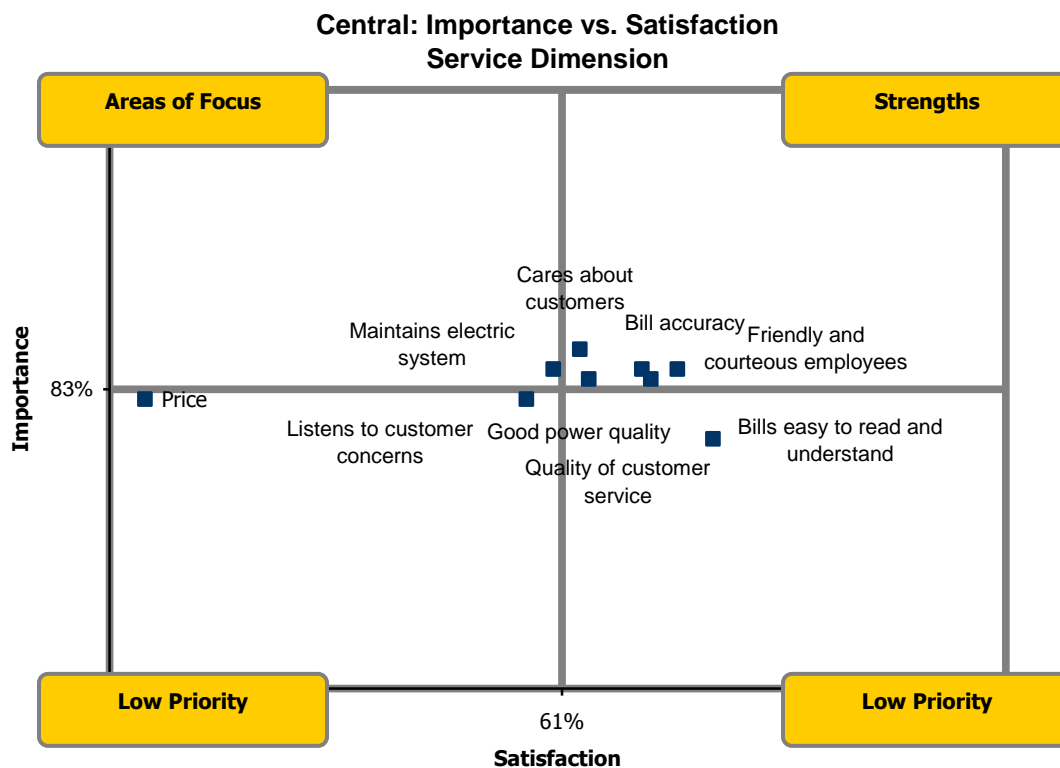 Central: Importance vs. Satisfaction
Service Dimension
Areas of Focus
Strengths
Cares about
customers
Bill accuracy
Maintains electric
system
Friendly and
courteous employees
Importance
83%
Price
Listens to customer
concerns
Good power quality
Quality of customer
service
Bills easy to read and
understand
Low Priority
Low Priority
61%
Satisfaction